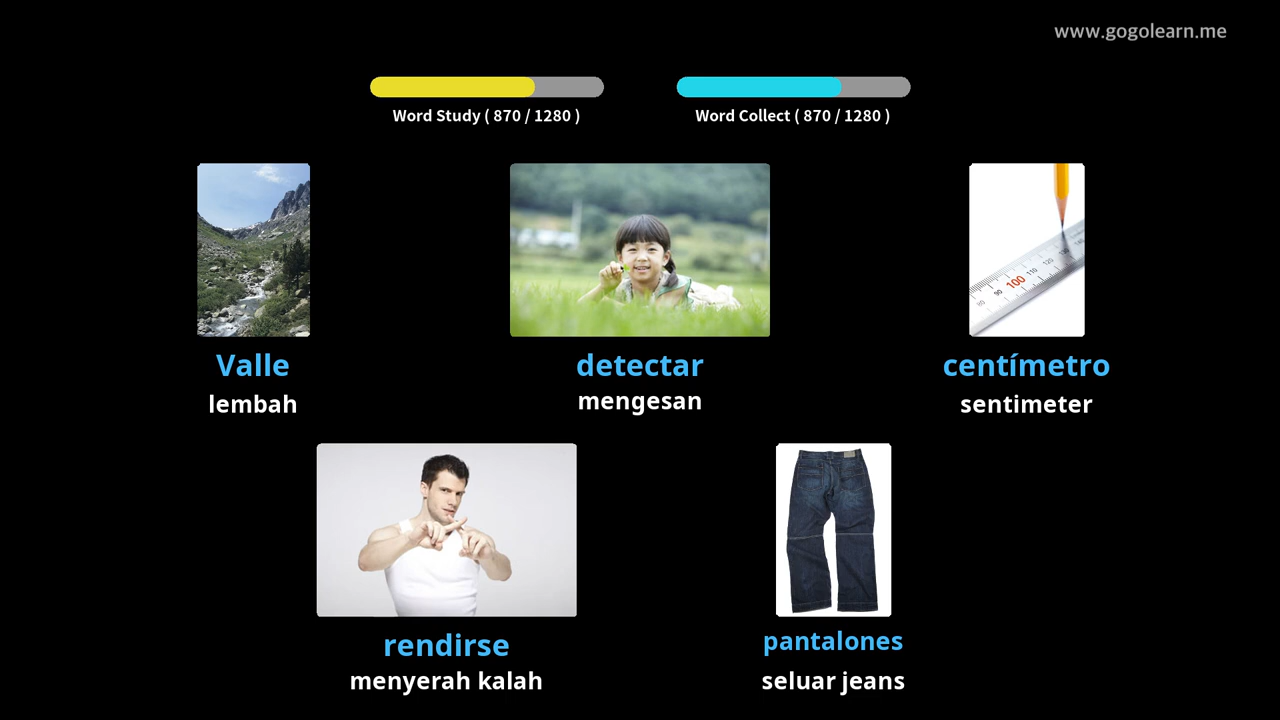 www.gogolearn.me
Word Study ( 870 / 1280 )
Word Collect ( 870 / 1280 )
Valle
lembah
detectar
mengesan
centímetro
sentimeter
rendirse
menyerah kalah
pantalones
seluar jeans